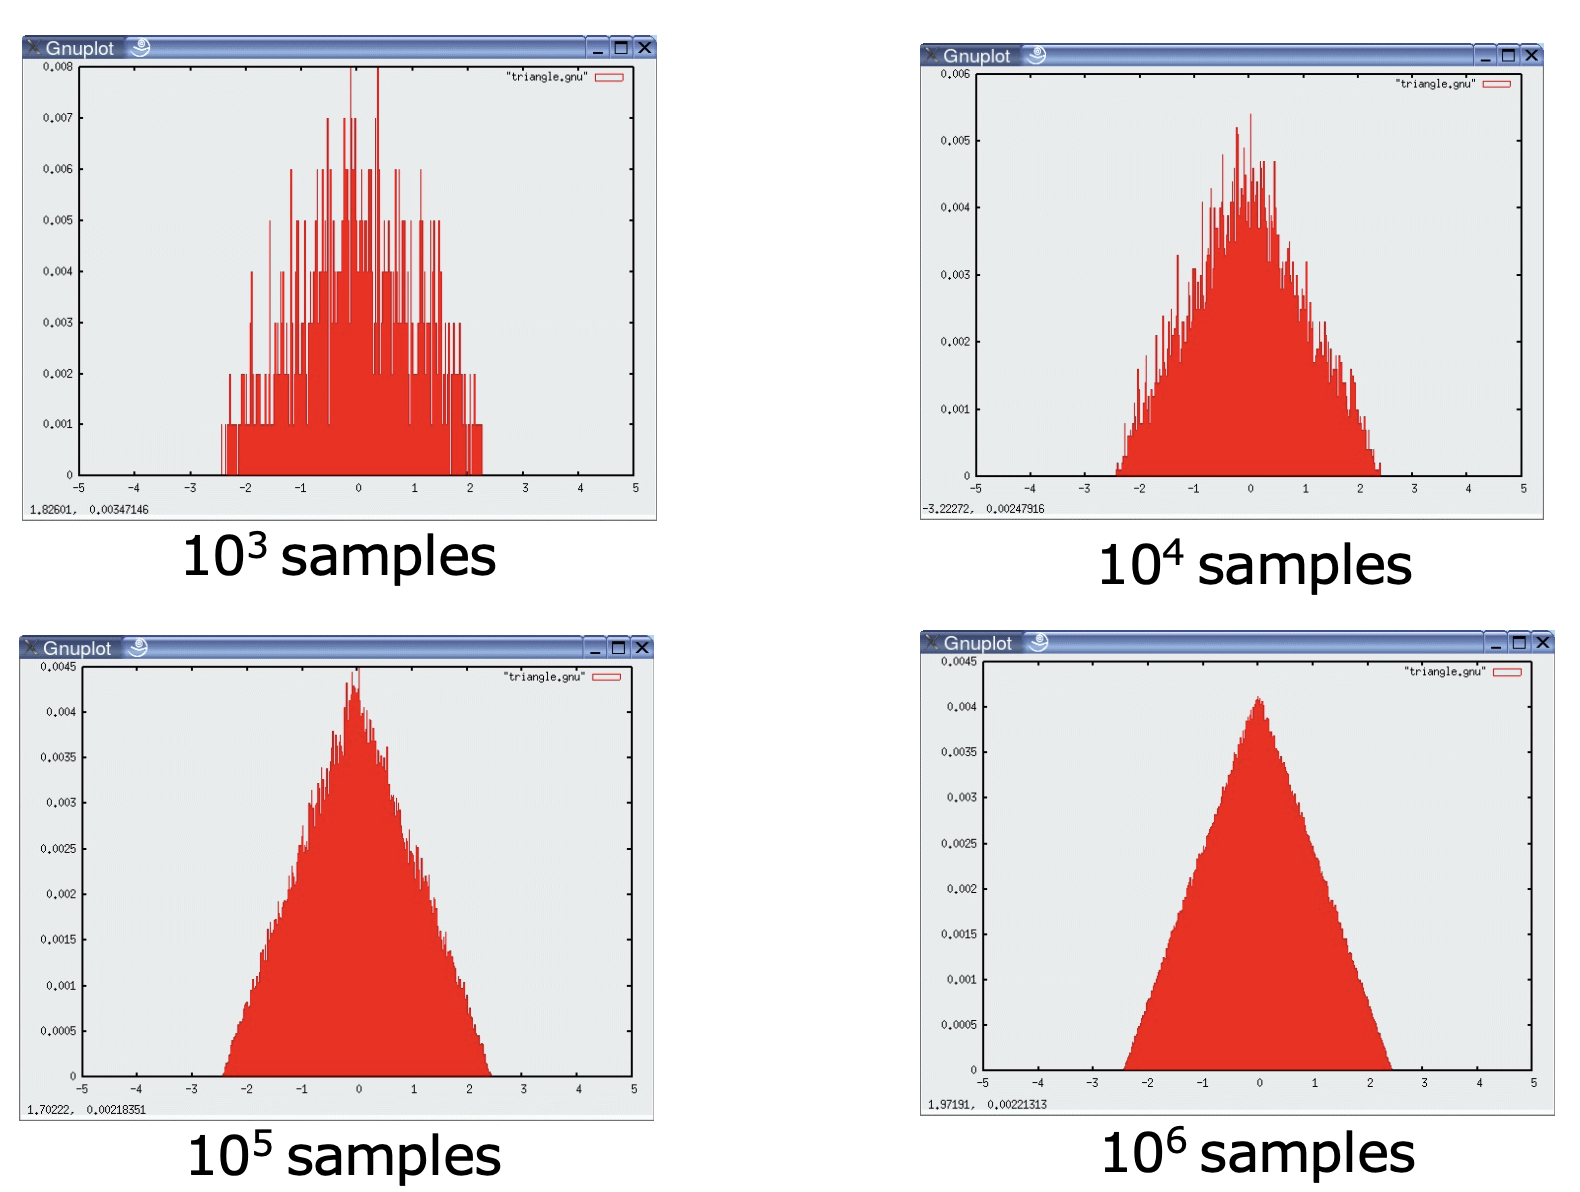 Gnuplot
"triangle.gnu"
0.008
0.007
0.006
0.005
0.004
0.003
0.002
0.001
0
-5 -4 -3 -2 -1 0 1 2 3 4 5
1.82601, 0.00347146
10³ samples
Gnuplot
"triangle.gnu"
0.006
0.005
0.004
0.003
0.002
0.001
0
-5 -4 -3 -2 -1 0 1 2 3 4 5
-3.22272, 0.00247916
10⁴ samples
Gnuplot
"triangle.gnu"
0.0045
0.004
0.0035
0.003
0.0025
0.002
0.0015
0.001
0.0005
0
-5 -4 -3 -2 -1 0 1 2 3 4 5
1.70222, 0.00218351
10⁵ samples
Gnuplot
"triangle.gnu"
0.0045
0.004
0.0035
0.003
0.0025
0.002
0.0015
0.001
0.0005
0
-5 -4 -3 -2 -1 0 1 2 3 4 5
1.97191, 0.00221313
10⁶ samples